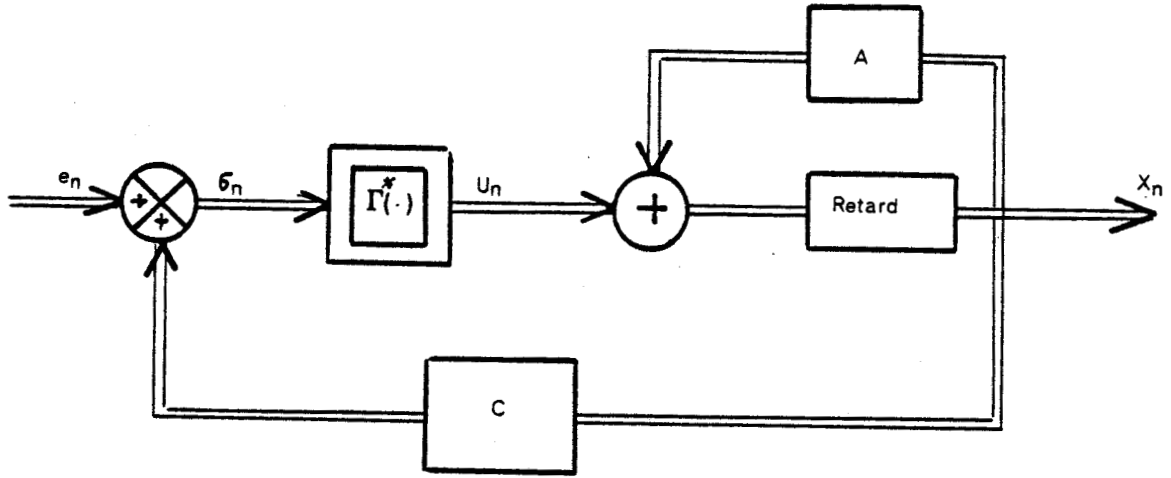 A
eₙ
+
+
σₙ
Γ*(·)
Uₙ
+
Retard
Xₙ
C